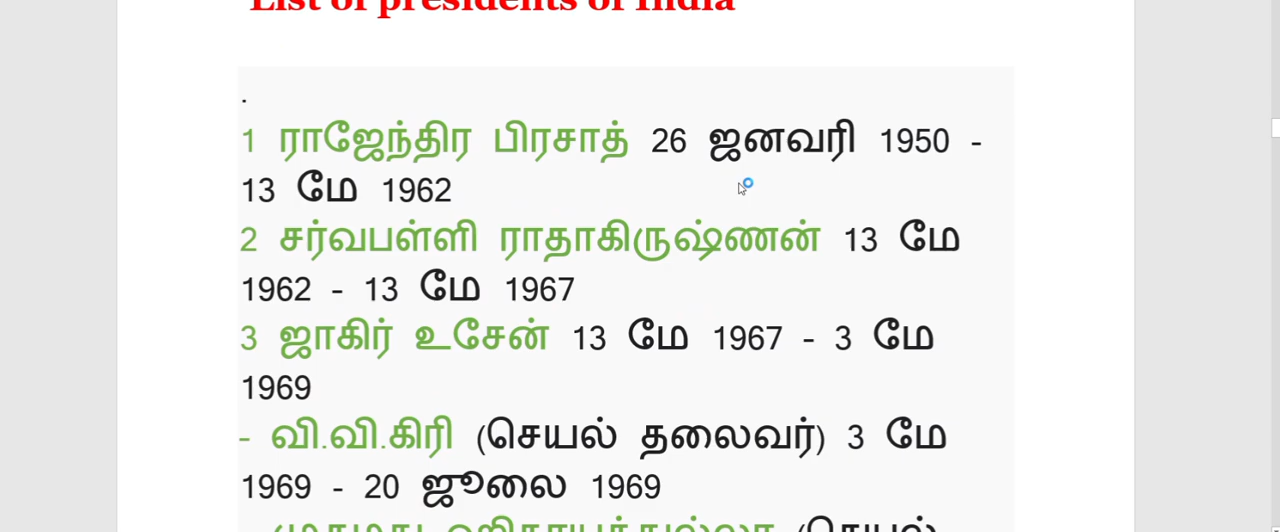 List of presidents of India
.
1 ராஜேந்திர பிரசாத் 26 ஜனவரி 1950 -
13 மே 1962
2 சர்வபள்ளி ராதாகிருஷ்ணன் 13 மே
1962 - 13 மே 1967
3 ஜாகிர் உசேன் 13 மே 1967 - 3 மே
1969
- வி.வி.கிரி (செயல் தலைவர்) 3 மே
1969 - 20 ஜூலை 1969
(செயல்